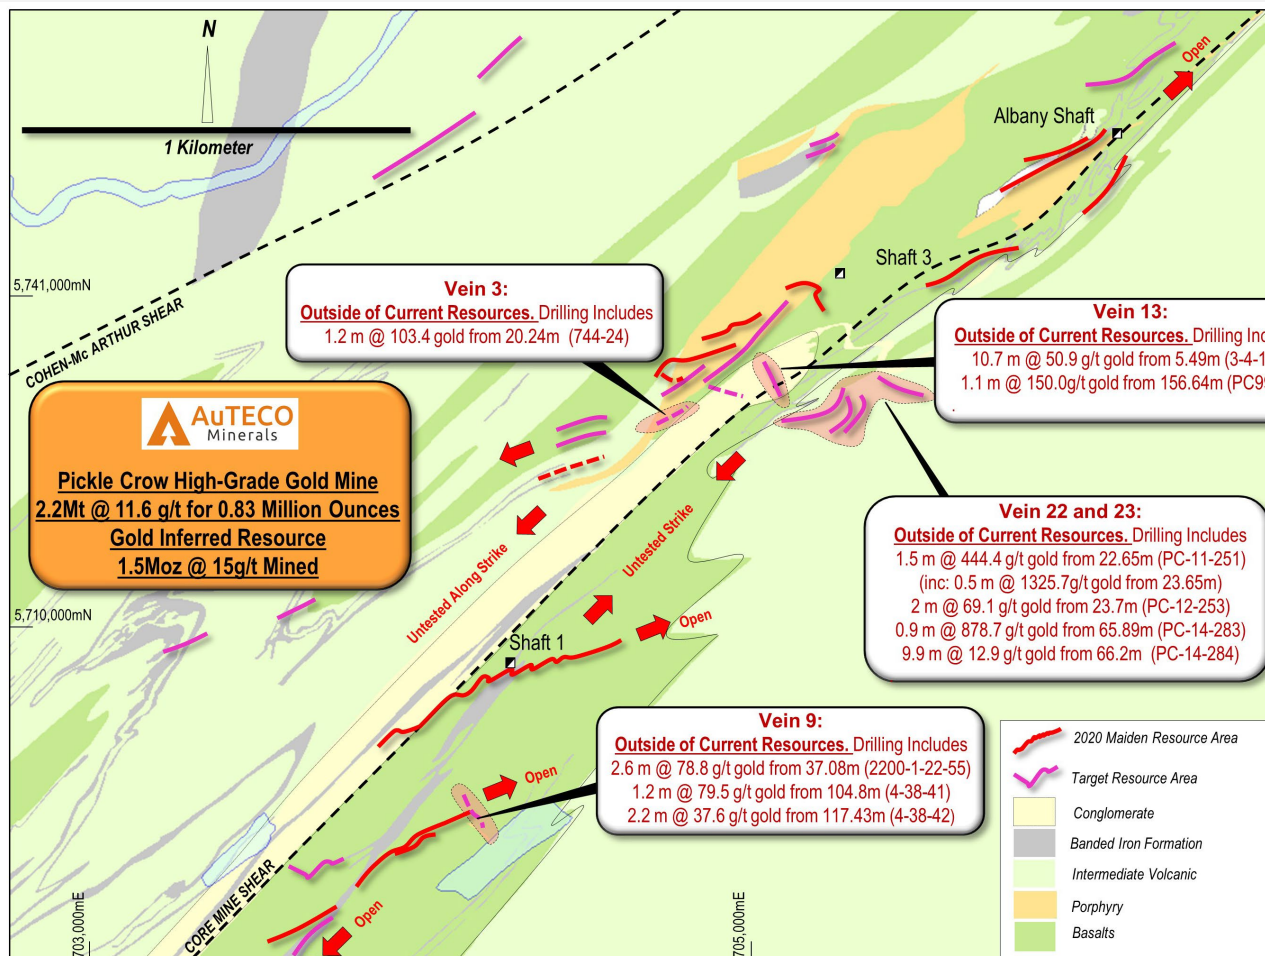 N
1 Kilometer
Open
Albany Shaft
Shaft 3
5,741,000mN
COHEN-Mc ARTHUR SHEAR
Vein 3:
Outside of Current Resources. Drilling Includes
1.2 m @ 103.4 gold from 20.24m (744-24)
Vein 13:
Outside of Current Resources. Drilling Inc
10.7 m @ 50.9 g/t gold from 5.49m (3-4-1
1.1 m @ 150.0g/t gold from 156.64m (PC99
.
AuTECO
Minerals
Pickle Crow High-Grade Gold Mine
2.2Mt @ 11.6 g/t for 0.83 Million Ounces
Gold Inferred Resource
1.5Moz @ 15g/t Mined
Untested Along Strike
Untested Strike
Vein 22 and 23:
Outside of Current Resources. Drilling Includes
1.5 m @ 444.4 g/t gold from 22.65m (PC-11-251)
(inc: 0.5 m @ 1325.7g/t gold from 23.65m)
2 m @ 69.1 g/t gold from 23.7m (PC-12-253)
0.9 m @ 878.7 g/t gold from 65.89m (PC-14-283)
9.9 m @ 12.9 g/t gold from 66.2m (PC-14-284)
5,710,000mN
Open
Shaft 1
Vein 9:
Outside of Current Resources. Drilling Includes
2.6 m @ 78.8 g/t gold from 37.08m (2200-1-22-55)
1.2 m @ 79.5 g/t gold from 104.8m (4-38-41)
2.2 m @ 37.6 g/t gold from 117.43m (4-38-42)
Open
2020 Maiden Resource Area
Target Resource Area
Conglomerate
Banded Iron Formation
Intermediate Volcanic
Porphyry
Basalts
CORE MINE SHEAR
Open
703,000mE
705,000mE